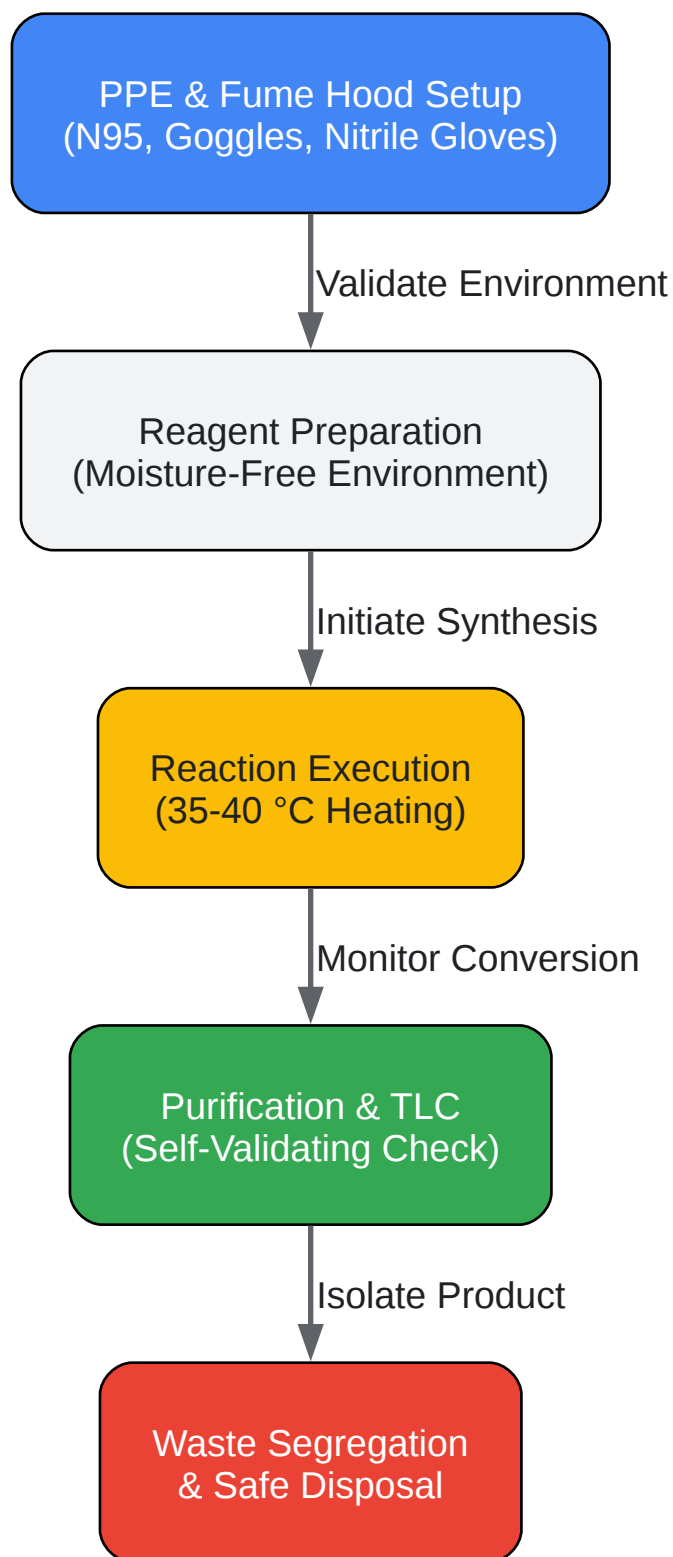 PPE & Fume Hood Setup
(N95, Goggles, Nitrile Gloves)
Validate Environment
Reagent Preparation
(Moisture-Free Environment)
Initiate Synthesis
Reaction Execution
(35-40 °C Heating)
Monitor Conversion
Purification & TLC
(Self-Validating Check)
Isolate Product
Waste Segregation
& Safe Disposal